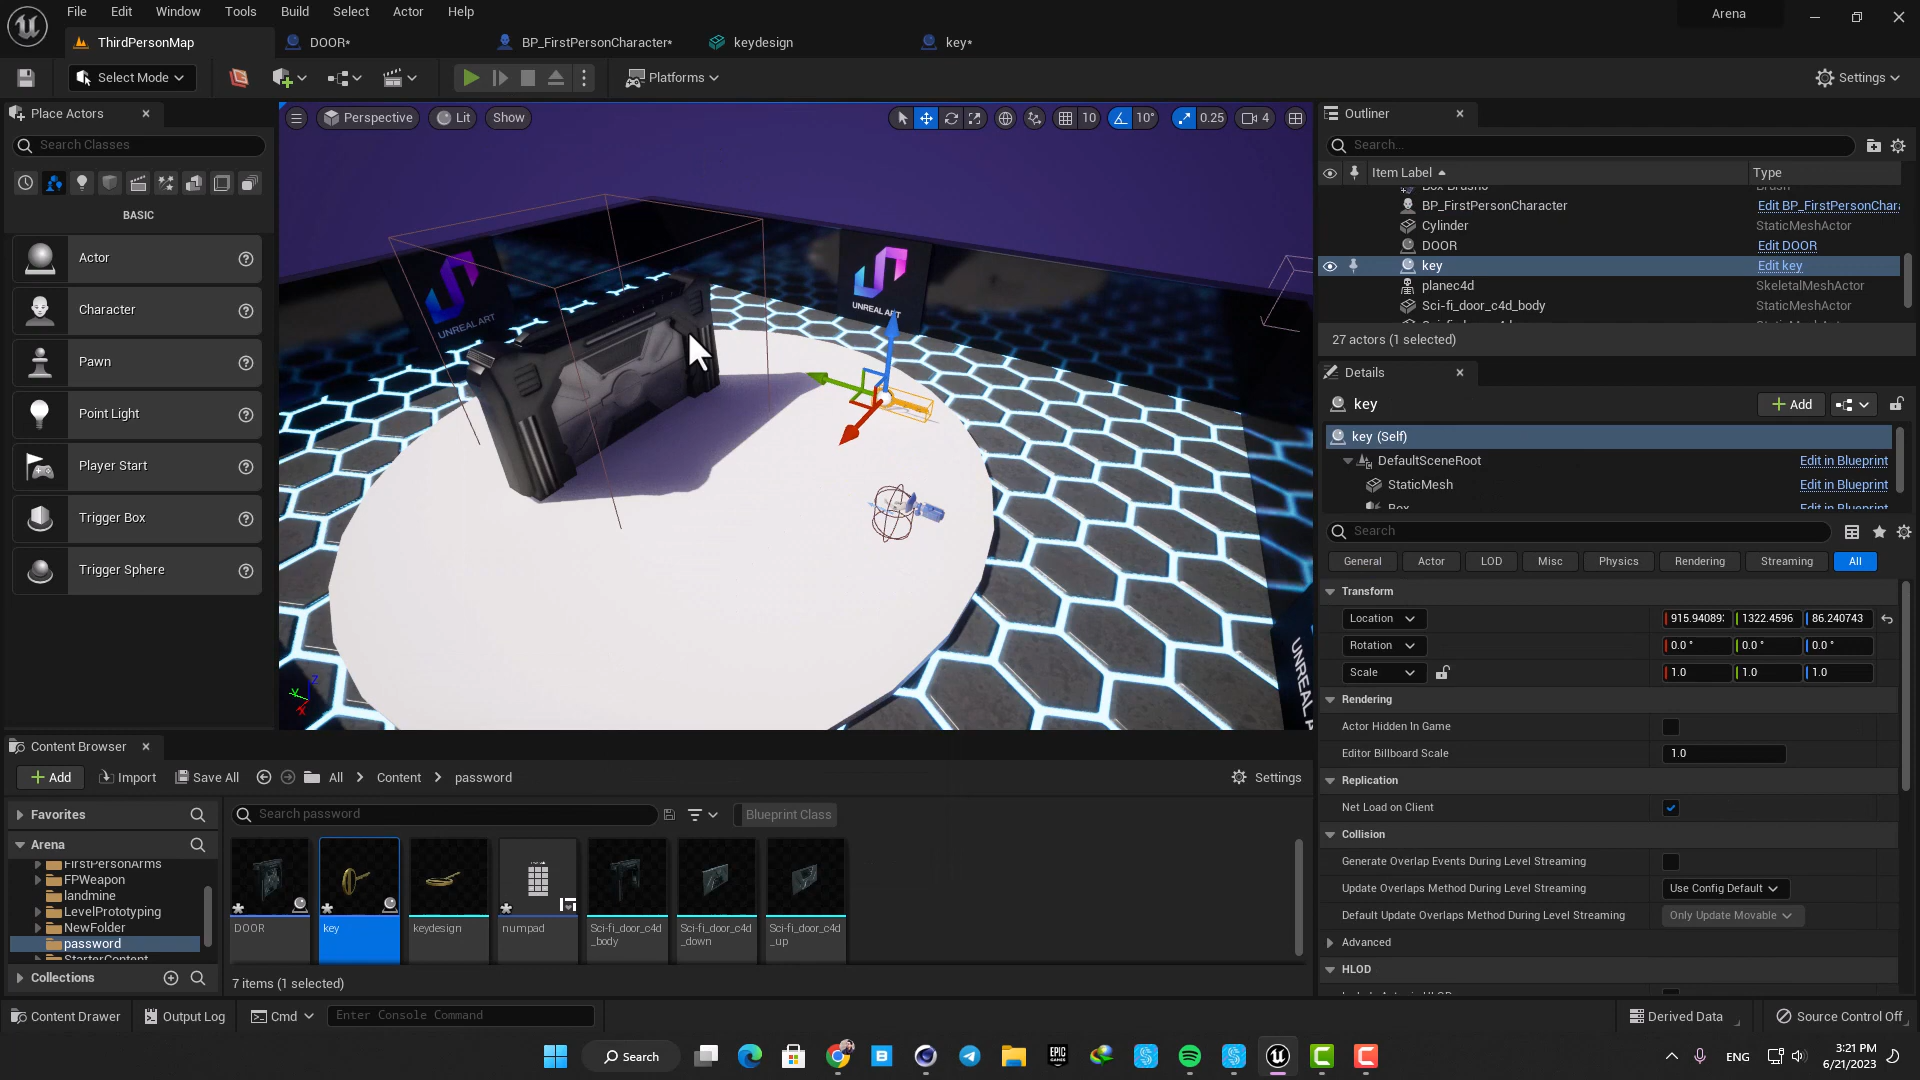 File Edit Window Tools Build Select Actor Help
Arena
ThirdPersonMap DOOR* BP_FirstPersonCharacter* keydesign key*
Select Mode Platforms Settings
Place Actors
Search Classes
BASIC
Actor
Character
Pawn
Point Light
Player Start
Trigger Box
Trigger Sphere
Perspective Lit Show 10 10° 0.25 4
UNREAL ART
UNREAL ART
Outliner
Search...
Item Label Type
BP_FirstPersonCharacter Edit BP_FirstPersonChar
Cylinder StaticMeshActor
DOOR Edit DOOR
key Edit key
planec4d SkeletalMeshActor
Sci-fi_door_c4d_body StaticMeshActor
27 actors (1 selected)
Details
key Add
key (Self)
DefaultSceneRoot Edit in Blueprint
StaticMesh Edit in Blueprint
Box Edit in Blueprint
Search
General Actor LOD Misc Physics Rendering Streaming All
Transform
Location 915.94089 1322.4596 86.240743
Rotation 0.0 ° 0.0 ° 0.0 °
Scale 1.0 1.0 1.0
Rendering
Actor Hidden In Game
Editor Billboard Scale 1.0
Replication
Net Load on Client
Collision
Generate Overlap Events During Level Streaming
Update Overlaps Method During Level Streaming Use Config Default
Default Update Overlaps Method During Level Streaming Only Update Movable
Advanced
HLOD
Content Browser
Add Import Save All All > Content > password Settings
Favorites
Search password Blueprint Class
Arena
FirstPersonArms
FPWeapon
landmine
LevelPrototyping
NewFolder
password
StarterContent
Collections
DOOR
key
keydesign
numpad
Sci-fi_door_c4d_body
Sci-fi_door_c4d_down
Sci-fi_door_c4d_up
7 items (1 selected)
Content Drawer Output Log Cmd Enter Console Command Derived Data Source Control Off
Search
EPIC GAMES
ENG
3:21 PM
6/21/2023